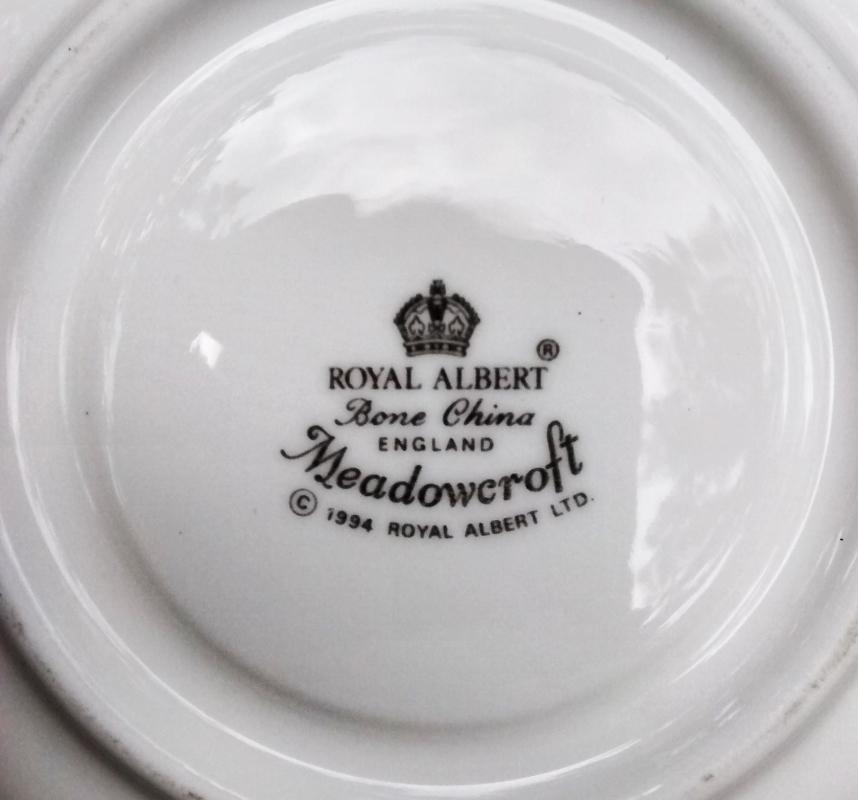 ®
ROYAL ALBERT
Bone China
ENGLAND
Meadowcroft
© 1994 ROYAL ALBERT LTD.